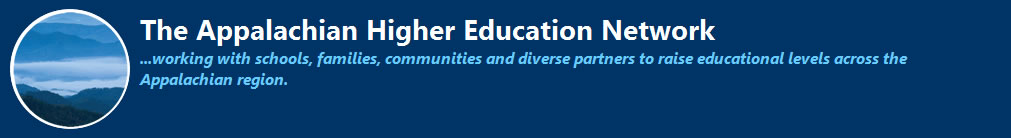 The Appalachian Higher Education Network
...working with schools, families, communities and diverse partners to raise educational levels across the
Appalachian region.